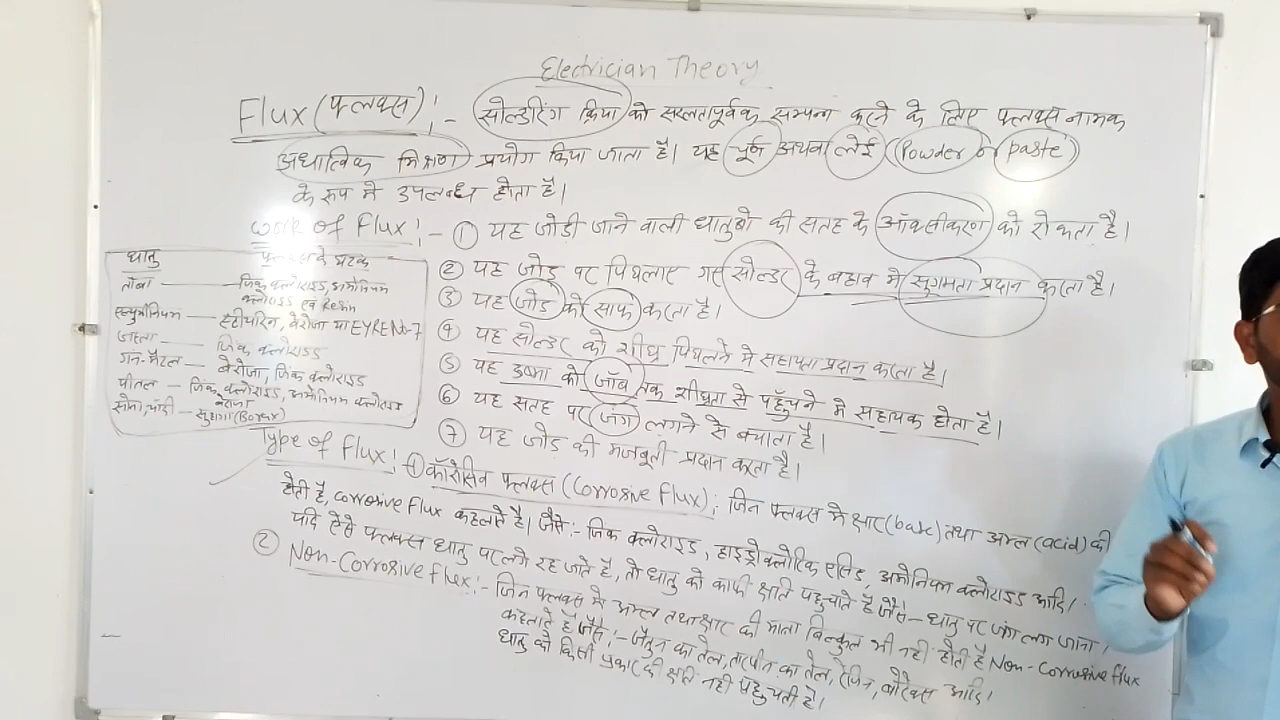 Electrician Theory
Flux (फ्लक्स) :- सोल्डरिंग क्रिया को सरलतापूर्वक सम्पन्न करने के लिए फ्लक्स नामक
अधात्विक मिश्रण प्रयोग किया जाता है। यह चूर्ण अथवा लेई (Powder or paste)
के रूप में उपलब्ध होता है।
work of flux :- ① यह जोडी जाने वाली धातुओ की सतह के ऑक्सीकरण को रोकता है।
② यह जोड़ पर पिघलाए गए सोल्डर के बहाव में सुगमता प्रदान करता है।
③ यह जोड को साफ करता है।
④ यह सोल्डर को शीघ्र पिघलने मे सहायता प्रदान करता है।
⑤ यह उष्मा को जॉब तक शीघ्रता से पहुँचने मे सहायक होता है।
⑥ यह सतह पर जंग लगने से बचाता है।
⑦ यह जोड की मजबूती प्रदान करता है।
धातु फ्लक्स के घटक
ताँबा — जिंक क्लोराइड, अमोनियम
क्लोराइड एवं Resin
एल्युमीनियम — स्टीयरिन, बेरोजा या EYRE No-7
जस्ता — जिंक क्लोराइड
गन-मैटल — बेरोजा, जिंक क्लोराइड
पीतल — जिंक क्लोराइड, अमोनियम क्लोराइड
बेरोजा
सोना, चाँदी — सुहागा (Borax)
Type of flux :- ① कॉरोसिव फ्लक्स (Corrosive flux) : जिन फ्लक्स मे क्षार (base) तथा अम्ल (acid) की
होती है, corrosive flux कहलाते है। जैसे :- जिंक क्लोराइड, हाइड्रोक्लोरिक एसिड, अमोनियम क्लोराइड आदि।
यदि ऐसे फ्लक्स धातु पर लगे रह जाते है, तो धातु को काफी क्षति पहुचाते है जैसे - धातु पर जंग लग जाना।
② Non-Corrosive flux :- जिन फ्लक्स मे अम्ल तथा क्षार की मात्रा बिल्कुल भी नही होती है Non-Corrosive flux
कहलाते है जैसे :- जैतून का तेल, तारपीन का तेल, रेजिन, बोरेक्स आदि।
धातु को किसी प्रकार की क्षति नही पहुचती है।